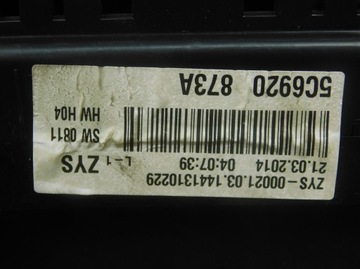 ZYS-00021.03.1441310229
21.03.2014 04:07:39
L-1 ZYS
SW 0811
HW H04
5C6920 873A